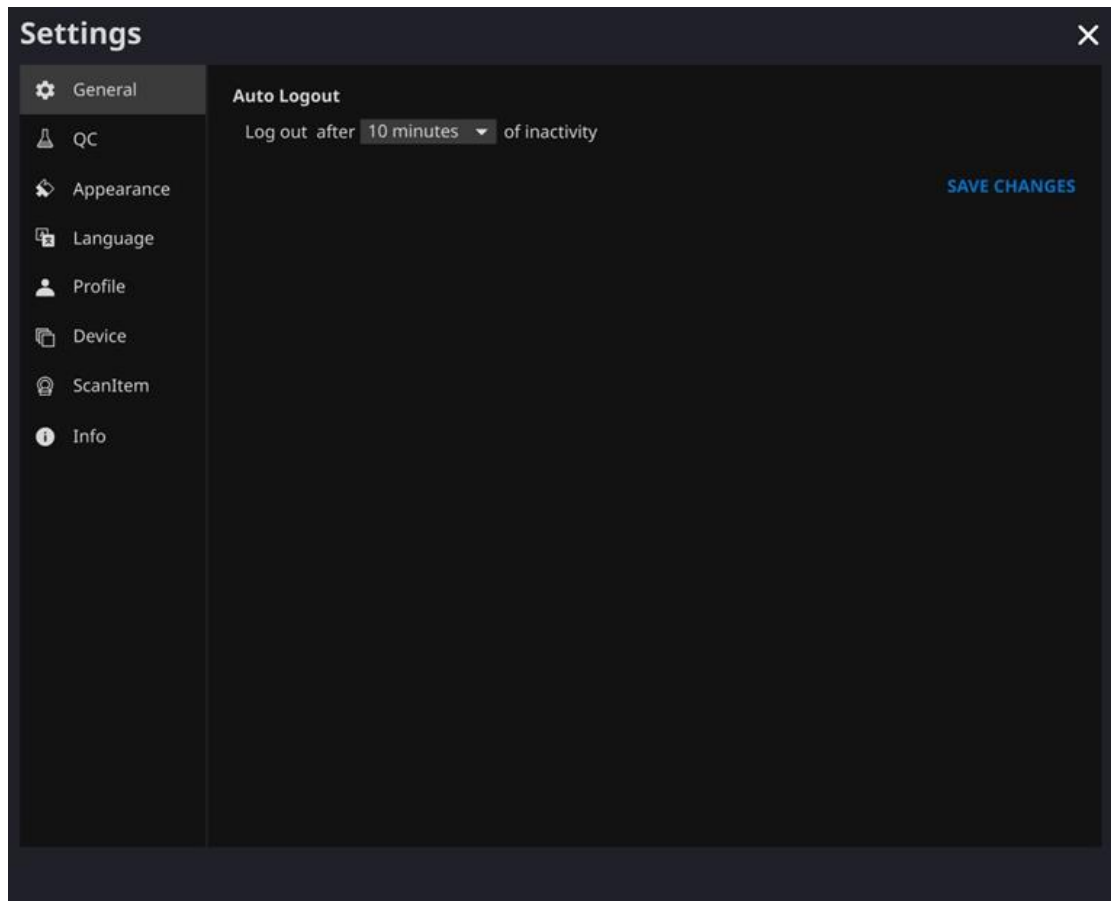 Settings
General
QC
Appearance
Language
Profile
Device
ScanItem
Info
Auto Logout
Log out after 10 minutes of inactivity
SAVE CHANGES